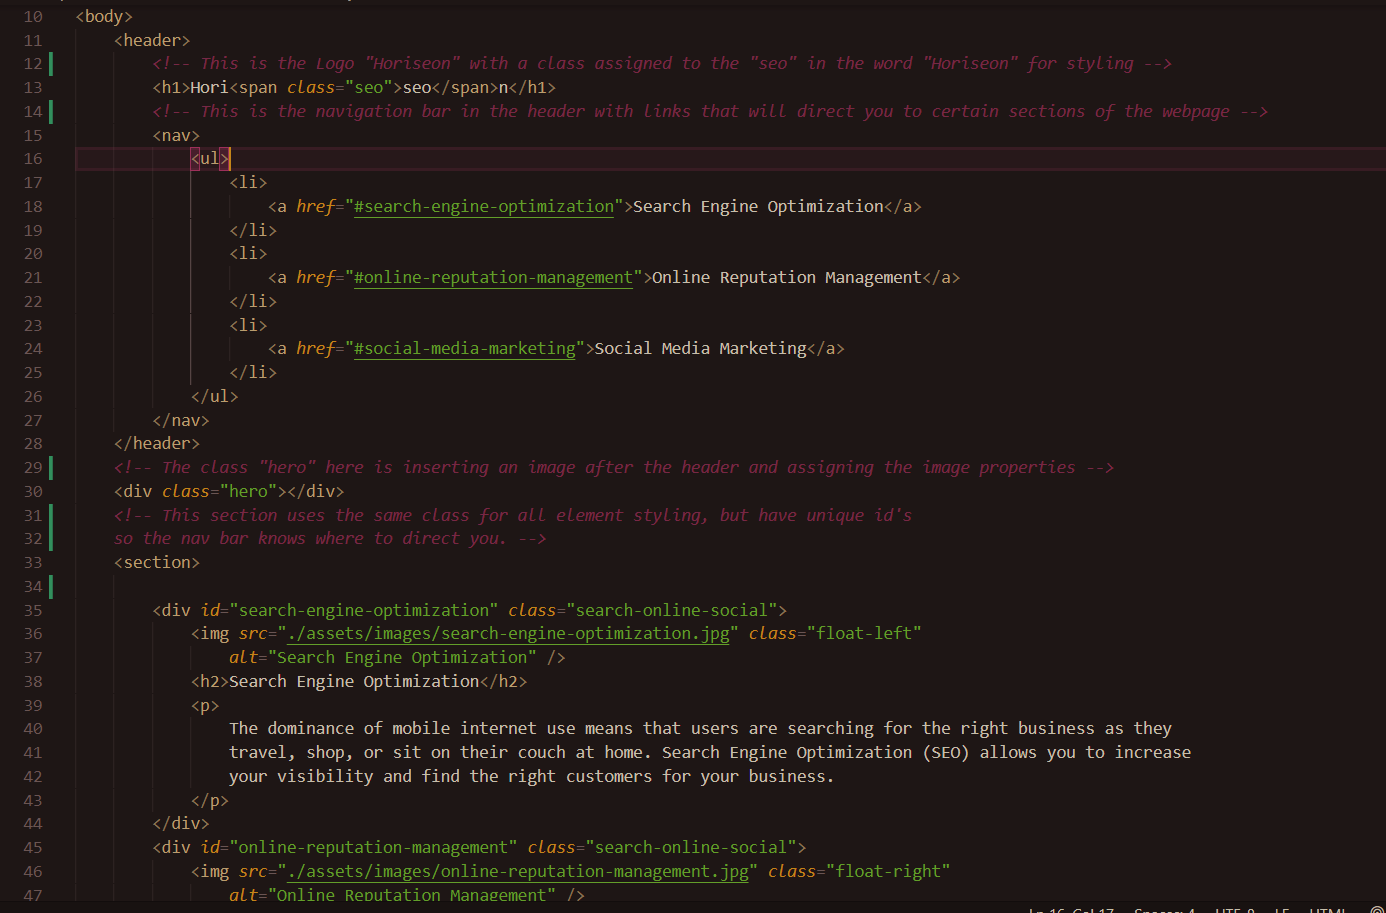 10 <body>
11 <header>
12 <!-- This is the Logo "Horiseon" with a class assigned to the "seo" in the word "Horiseon" for styling -->
13 <h1>Hori<span class="seo">seo</span>n</h1>
14 <!-- This is the navigation bar in the header with links that will direct you to certain sections of the webpage -->
15 <nav>
16 <ul>
17 <li>
18 <a href="#search-engine-optimization">Search Engine Optimization</a>
19 </li>
20 <li>
21 <a href="#online-reputation-management">Online Reputation Management</a>
22 </li>
23 <li>
24 <a href="#social-media-marketing">Social Media Marketing</a>
25 </li>
26 </ul>
27 </nav>
28 </header>
29 <!-- The class "hero" here is inserting an image after the header and assigning the image properties -->
30 <div class="hero"></div>
31 <!-- This section uses the same class for all element styling, but have unique id's
32 so the nav bar knows where to direct you. -->
33 <section>
34
35 <div id="search-engine-optimization" class="search-online-social">
36 <img src="./assets/images/search-engine-optimization.jpg" class="float-left"
37 alt="Search Engine Optimization" />
38 <h2>Search Engine Optimization</h2>
39 <p>
40 The dominance of mobile internet use means that users are searching for the right business as they
41 travel, shop, or sit on their couch at home. Search Engine Optimization (SEO) allows you to increase
42 your visibility and find the right customers for your business.
43 </p>
44 </div>
45 <div id="online-reputation-management" class="search-online-social">
46 <img src="./assets/images/online-reputation-management.jpg" class="float-right"
47 alt="Online Reputation Management" />
Ln 16, Col 17 Spaces: 4 UTF-8 LF HTML